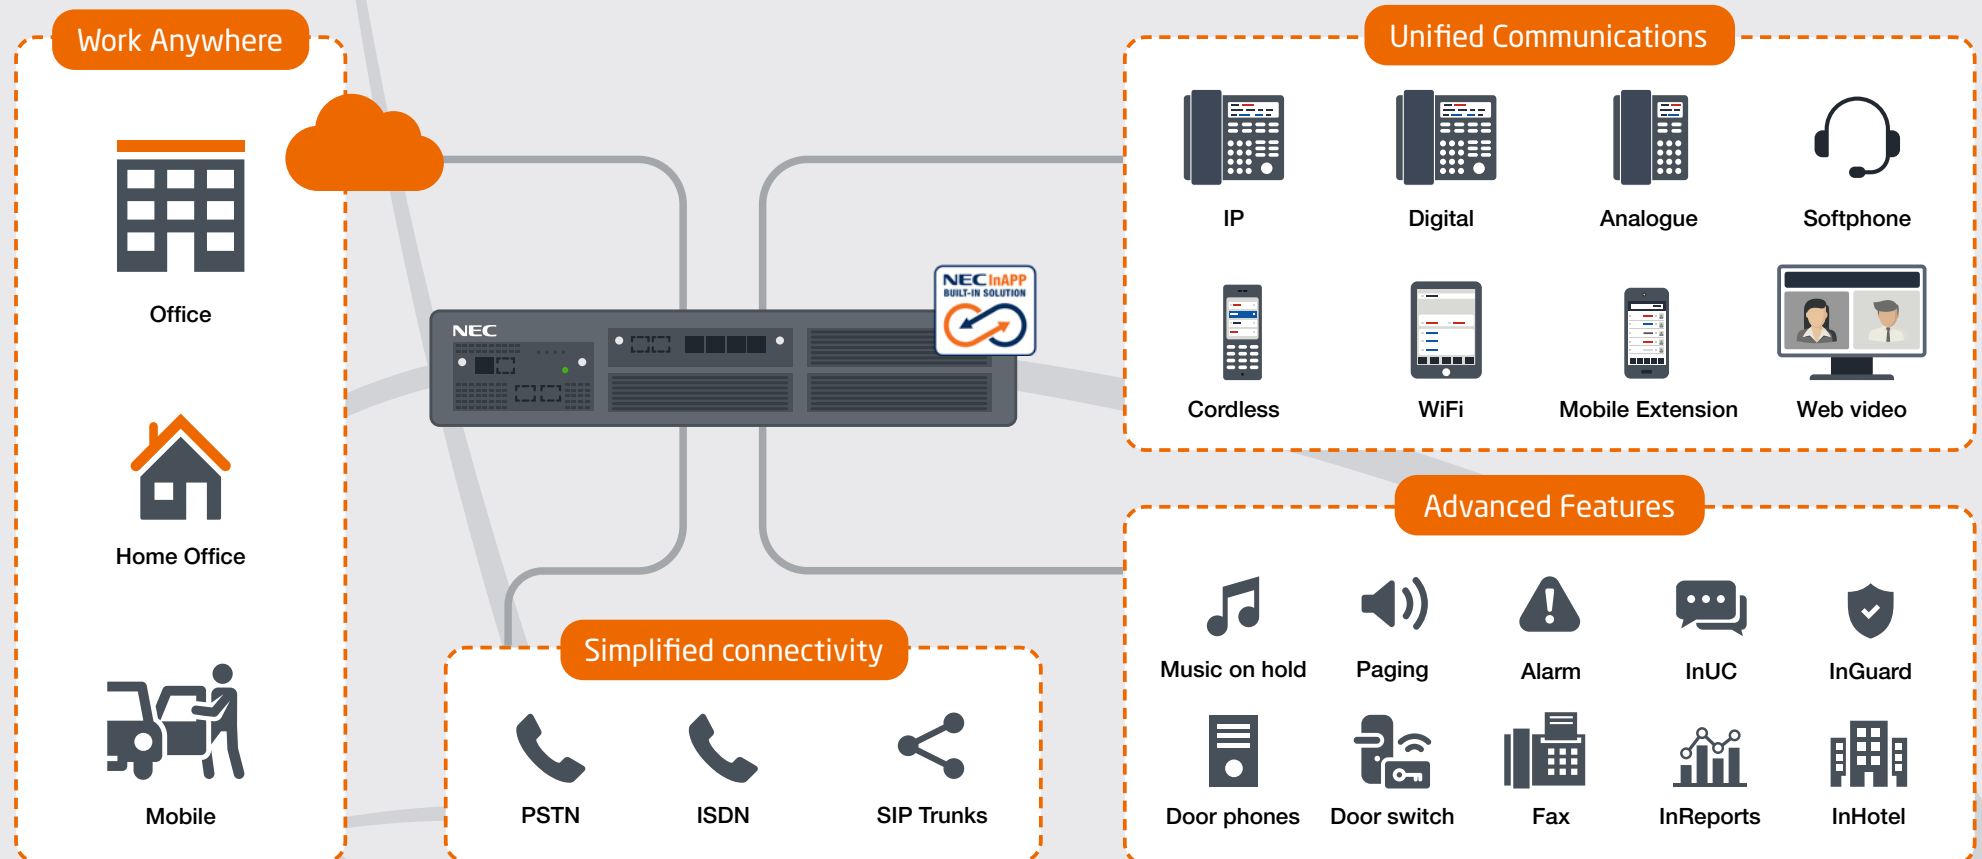 Work Anywhere
Office
Home Office
Mobile
NEC
NEC InAPP
BUILT-IN SOLUTION
Simplified connectivity
PSTN
ISDN
SIP Trunks
Unified Communications
IP
Digital
Analogue
Softphone
Cordless
WiFi
Mobile Extension
Web video
Advanced Features
Music on hold
Paging
Alarm
InUC
InGuard
Door phones
Door switch
Fax
InReports
InHotel